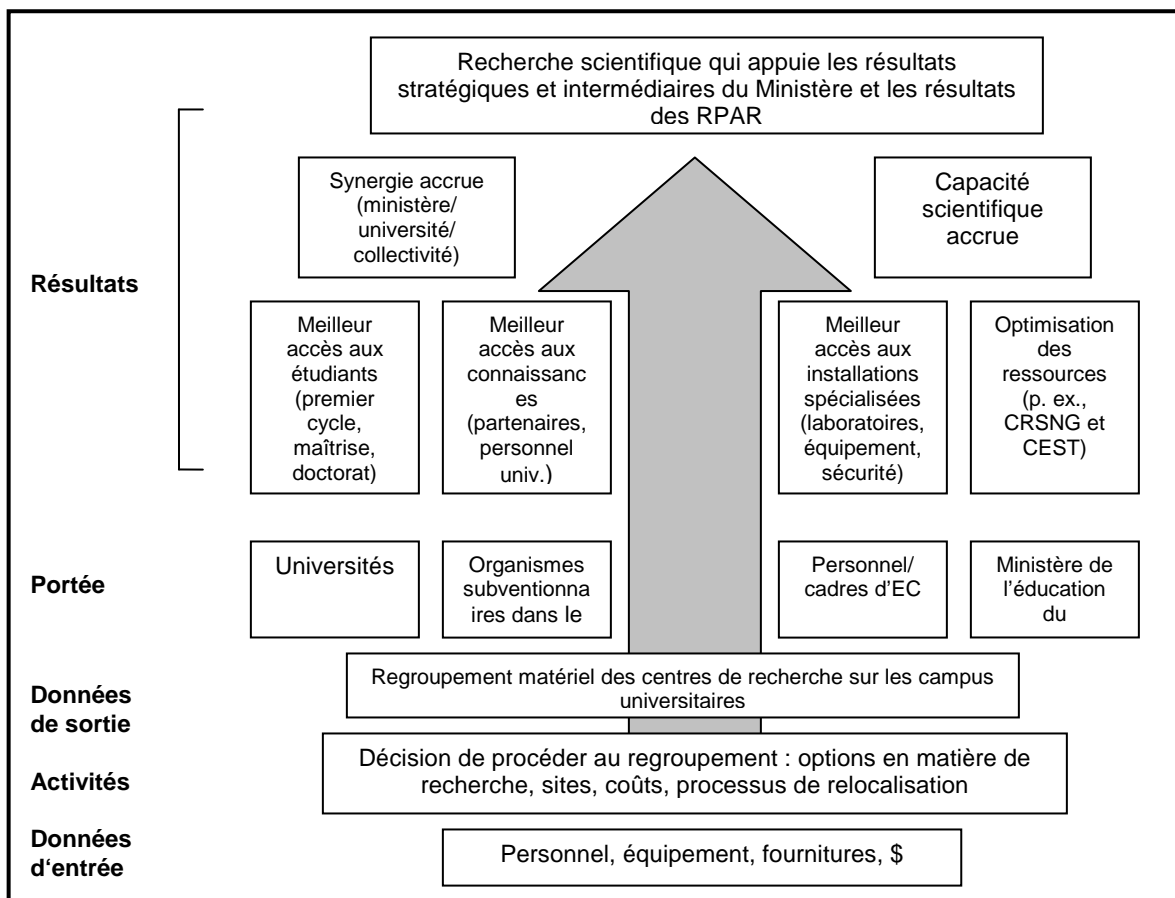 Recherche scientifique qui appuie les résultats
stratégiques et intermédiaires du Ministère et les résultats
des RPAR
Synergie accrue
(ministère/
université/
collectivité)
Capacité
scientifique
accrue
Résultats
Meilleur
accès aux
étudiants
(premier
cycle,
maîtrise,
doctorat)
Meilleur
accès aux
connaissanc
es
(partenaires,
personnel
univ.)
Meilleur
accès aux
installations
spécialisées
(laboratoires,
équipement,
sécurité)
Optimisation
des
ressources
(p. ex.,
CRSNG et
CEST)
Portée
Universités
Organismes
subventionna
ires dans le
Personnel/
cadres d'EC
Ministère de
l'éducation
du
Données
de sortie
Regroupement matériel des centres de recherche sur les campus
universitaires
Activités
Décision de procéder au regroupement : options en matière de
recherche, sites, coûts, processus de relocalisation
Données
d‘entrée
Personnel, équipement, fournitures, $